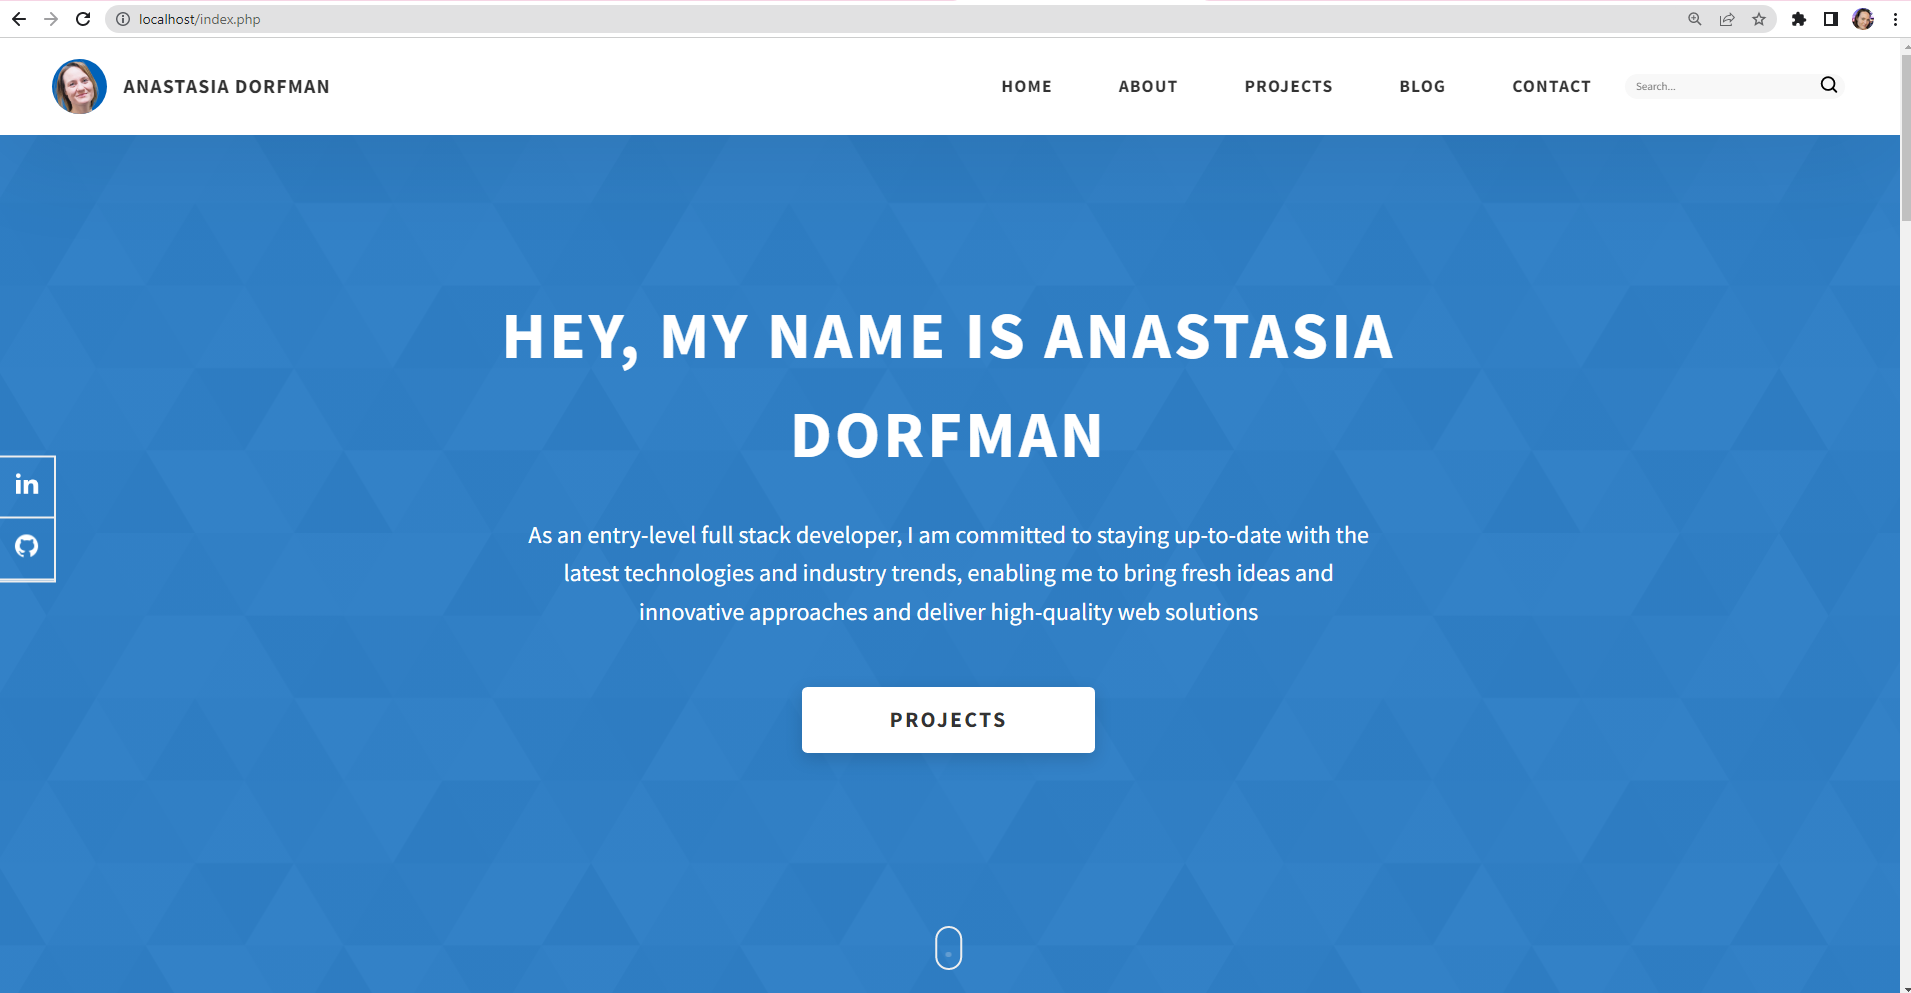 localhost/index.php
ANASTASIA DORFMAN
HOME ABOUT PROJECTS BLOG CONTACT Search...
HEY, MY NAME IS ANASTASIA
DORFMAN
in
As an entry-level full stack developer, I am committed to staying up-to-date with the
latest technologies and industry trends, enabling me to bring fresh ideas and
innovative approaches and deliver high-quality web solutions
PROJECTS